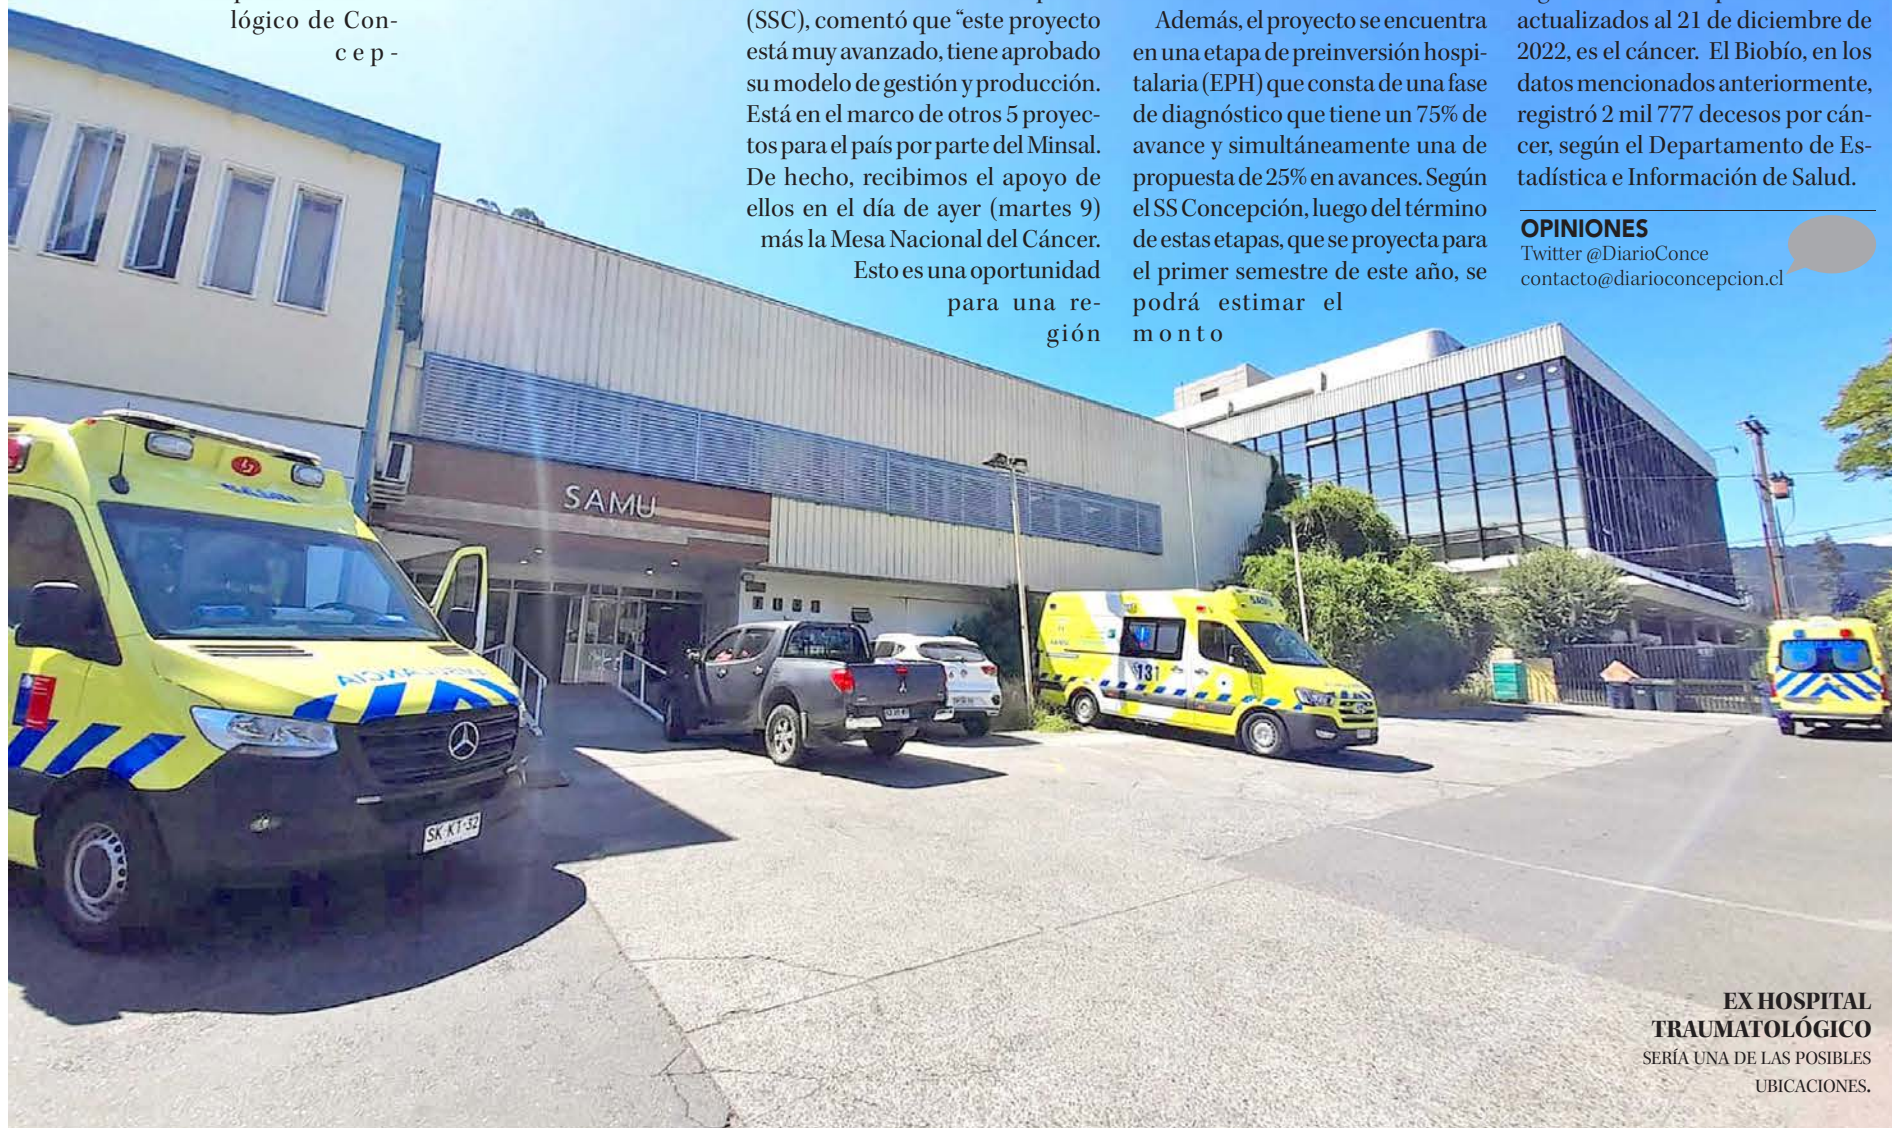 lógico de Con-
cep-
(SSC), comentó que “este proyecto
está muy avanzado, tiene aprobado
su modelo de gestión y producción.
Está en el marco de otros 5 proyec-
tos para el país por parte del Minsal.
De hecho, recibimos el apoyo de
ellos en el día de ayer (martes 9)
más la Mesa Nacional del Cáncer.
Esto es una oportunidad
para una re-
gión
Además, el proyecto se encuentra
en una etapa de preinversión hospi-
talaria (EPH) que consta de una fase
de diagnóstico que tiene un 75% de
avance y simultáneamente una de
propuesta de 25% en avances. Según
el SS Concepción, luego del término
de estas etapas, que se proyecta para
el primer semestre de este año, se
podrá estimar el
monto
actualizados al 21 de diciembre de
2022, es el cáncer. El Biobío, en los
datos mencionados anteriormente,
registró 2 mil 777 decesos por cán-
cer, según el Departamento de Es-
tadística e Información de Salud.
OPINIONES
Twitter @DiarioConce
contacto@diarioconcepcion.cl
SAMU
131
AMBULANCIA
SK·KT·32
EX HOSPITAL
TRAUMATOLÓGICO
SERÍA UNA DE LAS POSIBLES
UBICACIONES.